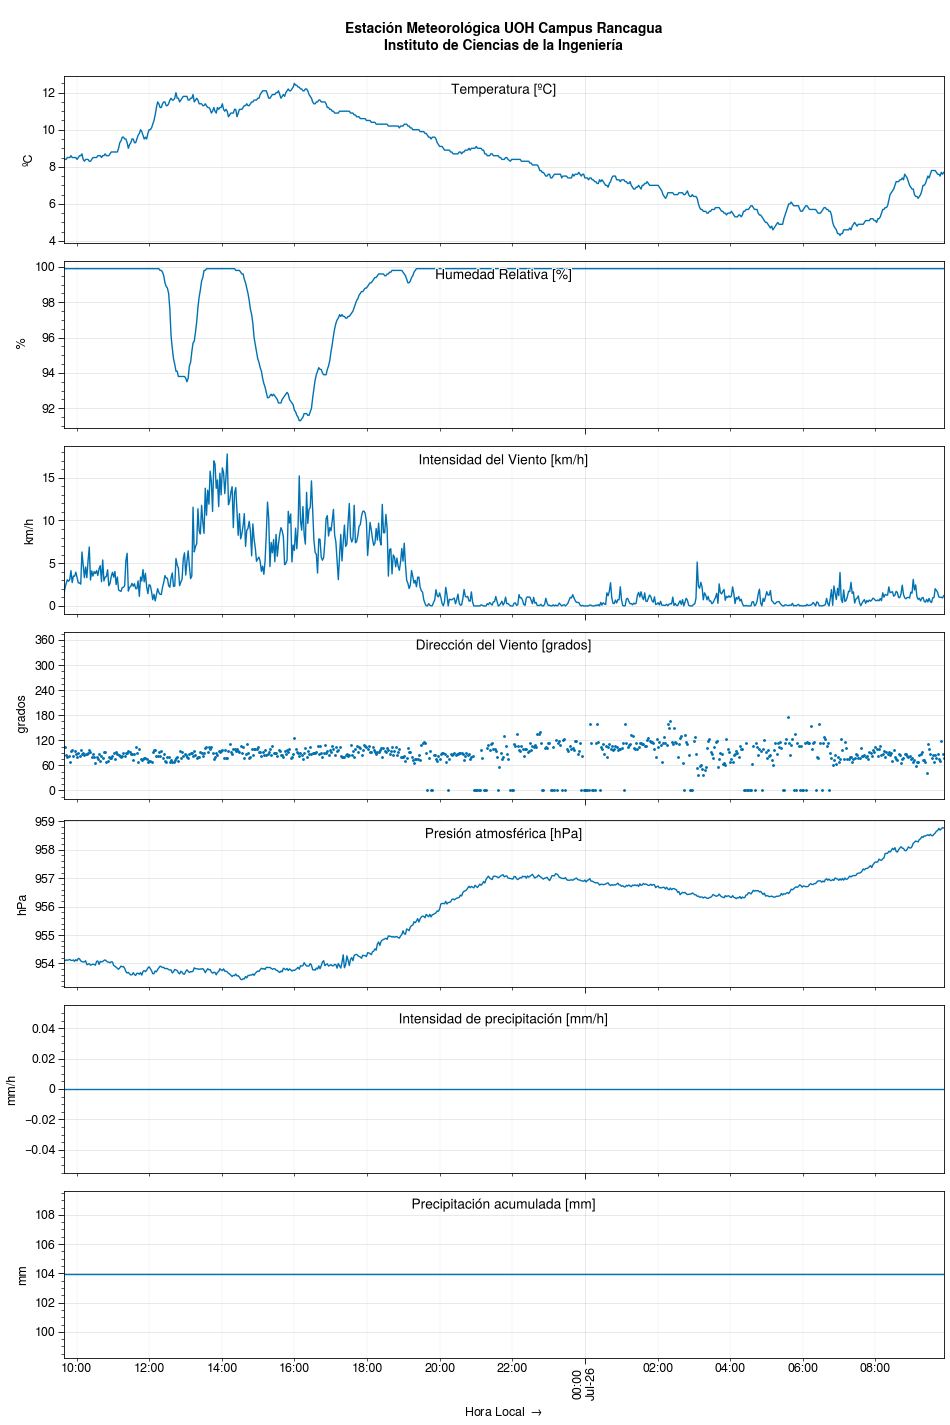 Estación Meteorológica UOH Campus Rancagua
Instituto de Ciencias de la Ingeniería
Temperatura [ºC]
ºC
12
10
8
6
4
Humedad Relativa [%]
%
100
98
96
94
92
Intensidad del Viento [km/h]
km/h
15
10
5
0
Dirección del Viento [grados]
grados
360
300
240
180
120
60
0
Presión atmosférica [hPa]
hPa
959
958
957
956
955
954
Intensidad de precipitación [mm/h]
mm/h
0.04
0.02
0
−0.02
−0.04
Precipitación acumulada [mm]
mm
108
106
104
102
100
10:00 12:00 14:00 16:00 18:00 20:00 22:00 00:00 02:00 04:00 06:00 08:00
Jul-26
Hora Local →